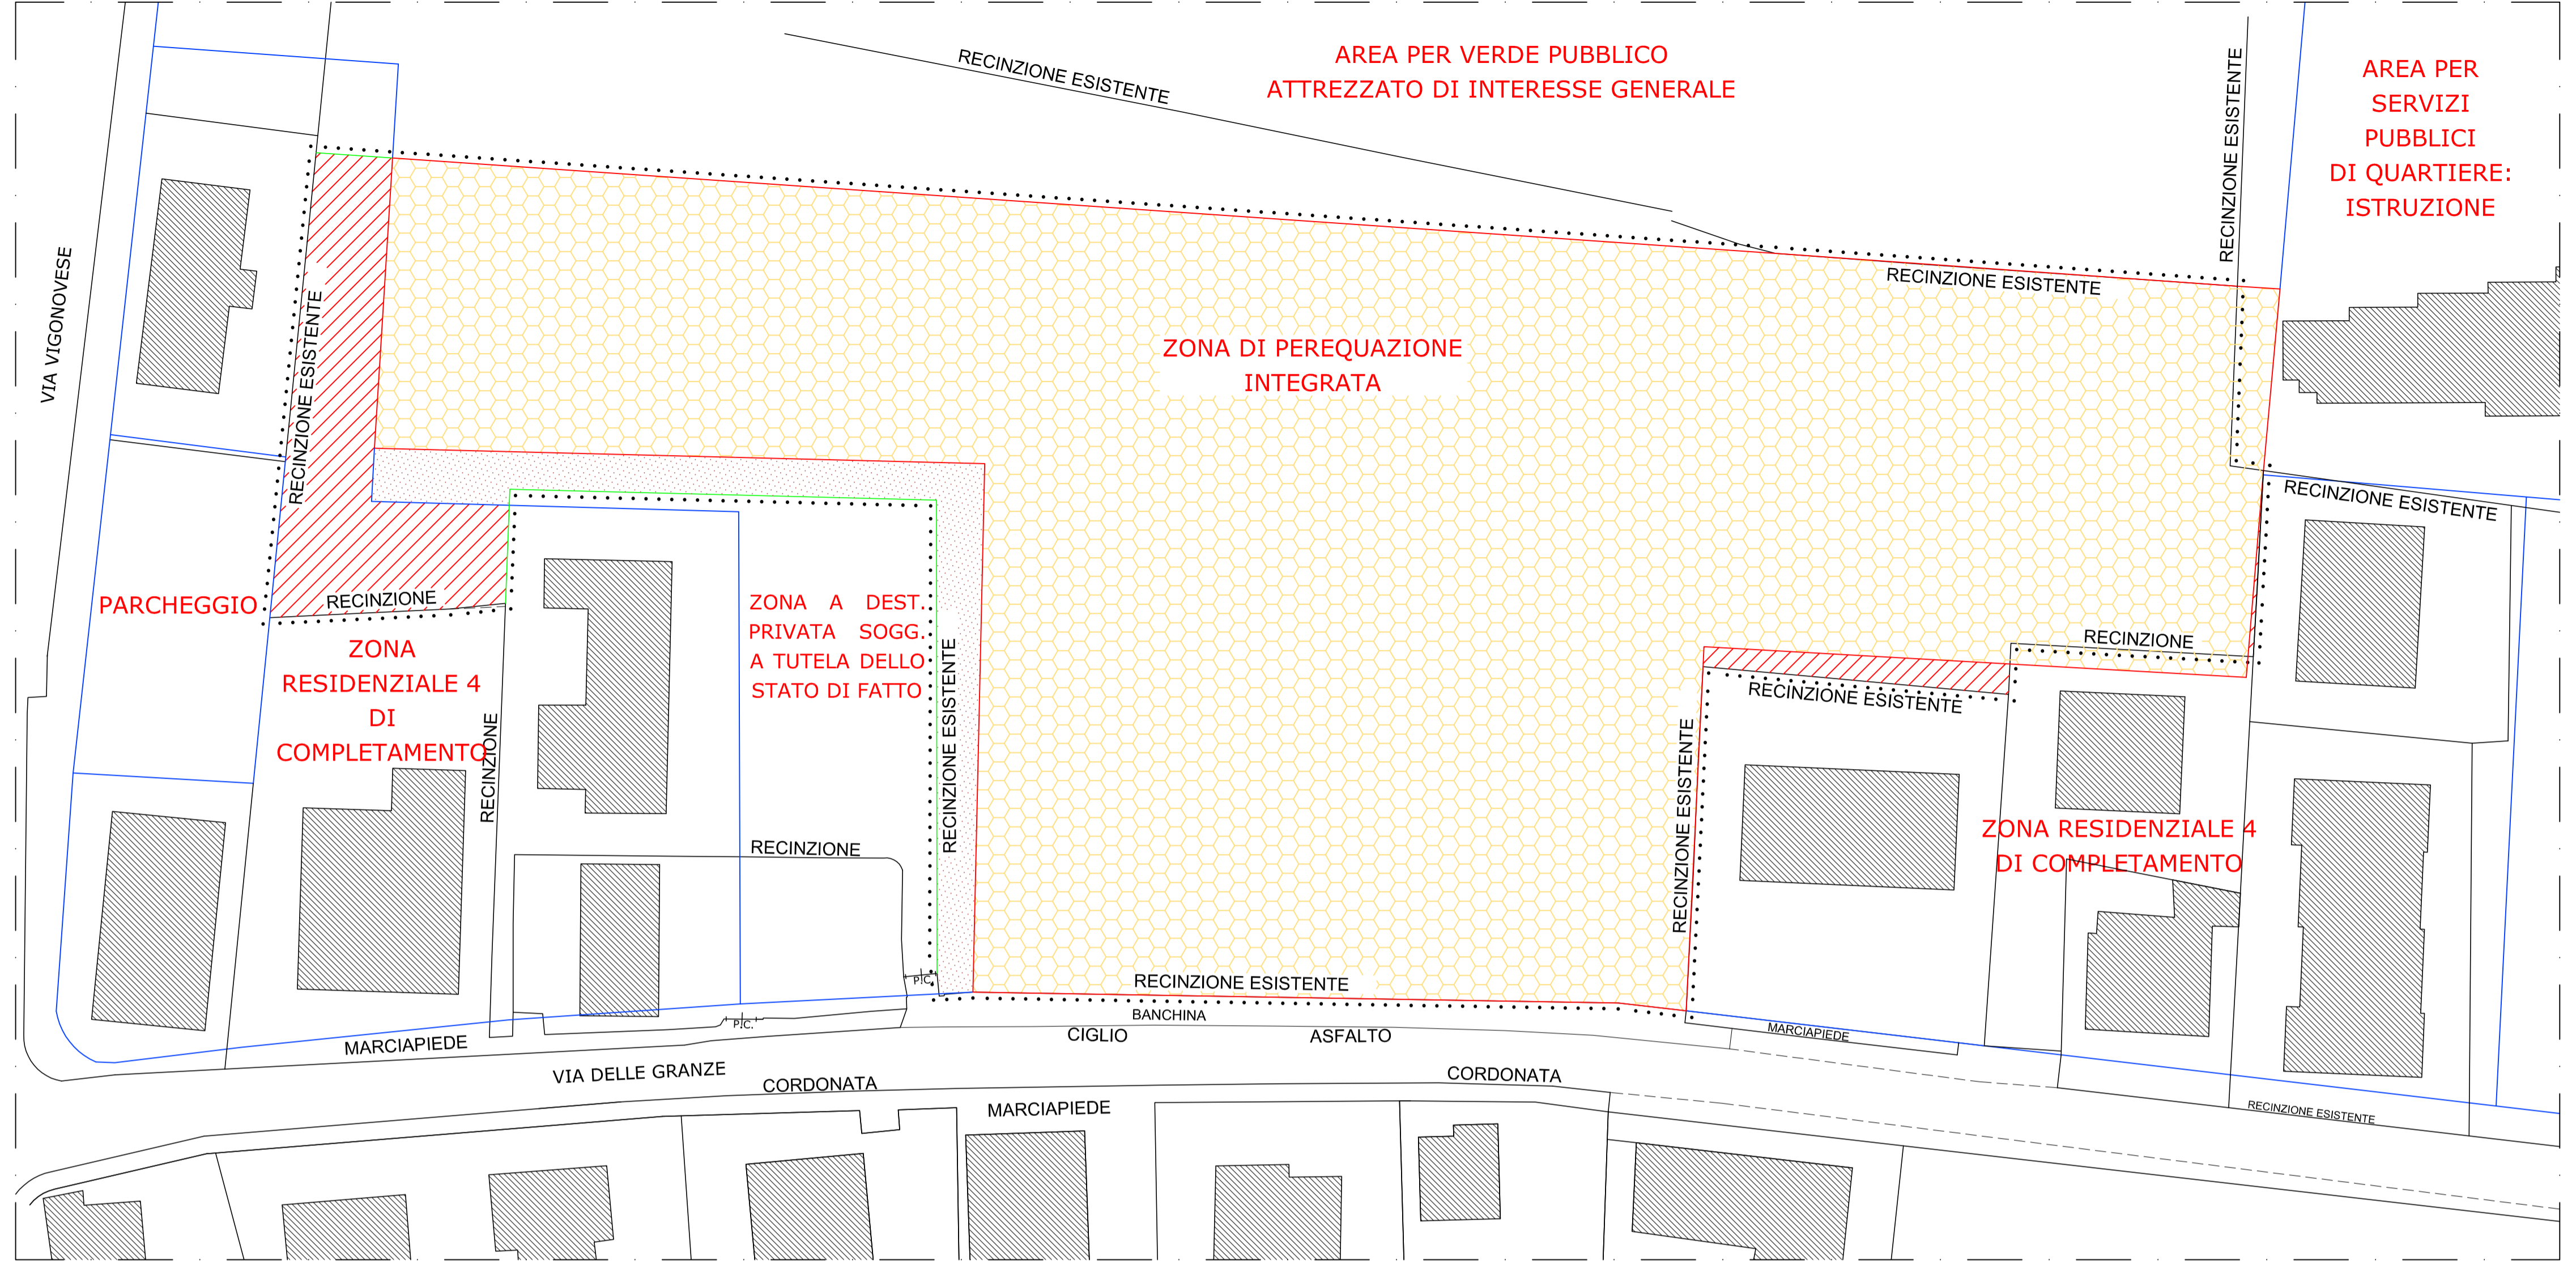 RECINZIONE ESISTENTE
AREA PER VERDE PUBBLICO
ATTREZZATO DI INTERESSE GENERALE
RECINZIONE ESISTENTE
AREA PER
SERVIZI
PUBBLICI
DI QUARTIERE:
ISTRUZIONE
VIA VIGONOVESE
RECINZIONE ESISTENTE
RECINZIONE ESISTENTE
ZONA DI PEREQUAZIONE
INTEGRATA
RECINZIONE ESISTENTE
PARCHEGGIO
RECINZIONE
ZONA
RESIDENZIALE 4
DI
COMPLETAMENTO
RECINZIONE
ZONA A DEST.
PRIVATA SOGG.
A TUTELA DELLO
STATO DI FATTO
RECINZIONE ESISTENTE
RECINZIONE
RECINZIONE ESISTENTE
RECINZIONE ESISTENTE
RECINZIONE
ZONA RESIDENZIALE 4
DI COMPLETAMENTO
RECINZIONE
P.C.
P.C.
RECINZIONE ESISTENTE
BANCHINA
CIGLIO ASFALTO
MARCIAPIEDE
MARCIAPIEDE
VIA DELLE GRANZE
CORDONATA
CORDONATA
MARCIAPIEDE
RECINZIONE ESISTENTE